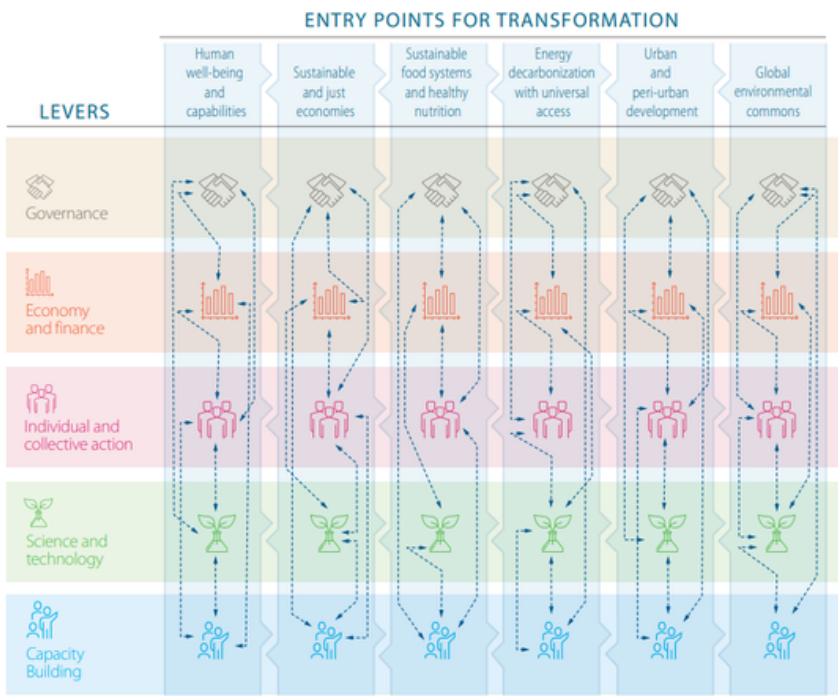 ENTRY POINTS FOR TRANSFORMATION
LEVERS
Human
well-being
and
capabilities
Sustainable
and just
economies
Sustainable
food systems
and healthy
nutrition
Energy
decarbonization
with universal
access
Urban
and
peri-urban
development
Global
environmental
commons
Governance
Economy
and finance
Individual and
collective action
Science and
technology
Capacity
Building